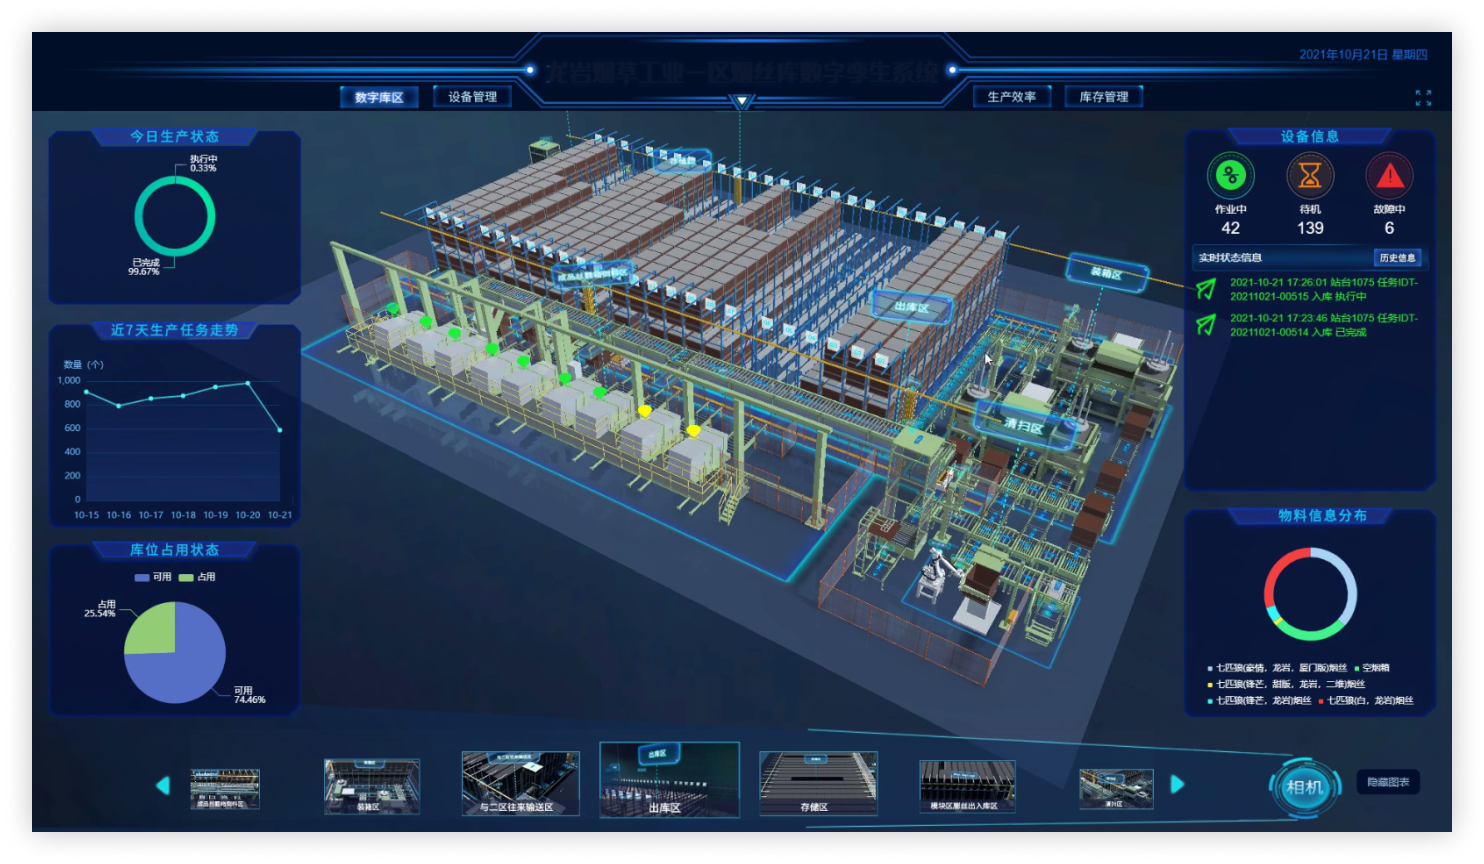 2021年10月21日 星期四
龙岩烟草工业一区烟丝库数字孪生系统
数字库区
设备管理
生产效率
库存管理
今日生产状态
执行中
0.33%
已完成
99.67%
近7天生产任务走势
数量（个）
1,000
800
600
400
200
0
10-15 10-16 10-17 10-18 10-19 10-20 10-21
库位占用状态
可用 占用
占用
25.54%
可用
74.46%
出库区
装箱区
清扫区
设备信息
作业中 待机 故障中
42 139 6
实时状态信息 历史信息
2021-10-21 17:26:01 站台1075 任务IDT-
20211021-00515 入库 执行中
2021-10-21 17:23:46 站台1075 任务IDT-
20211021-00514 入库 已完成
物料信息分布
七匹狼(豪情，龙岩，厦门版)烟丝 空烟箱
七匹狼(锋芒，甜版，龙岩，二维)烟丝
七匹狼(锋芒，龙岩)烟丝 七匹狼(白，龙岩)烟丝
装箱区
与二区往来输送区
出库区
出库区
存储区
模块区膨丝出入库区
清扫区
相机
隐藏图表